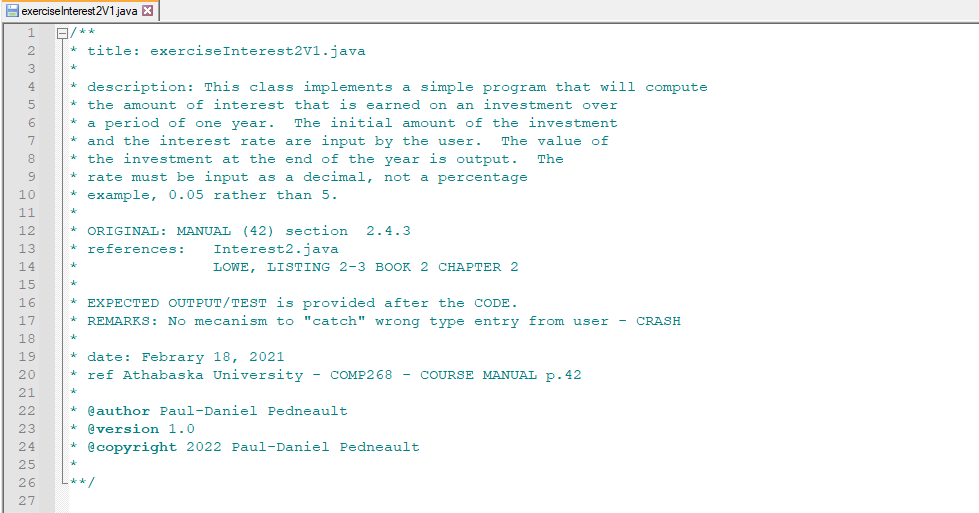 exerciseInterest2V1.java
1 /**
2 * title: exerciseInterest2V1.java
3 *
4 * description: This class implements a simple program that will compute
5 * the amount of interest that is earned on an investment over
6 * a period of one year.  The initial amount of the investment
7 * and the interest rate are input by the user.  The value of
8 * the investment at the end of the year is output.  The
9 * rate must be input as a decimal, not a percentage
10 * example, 0.05 rather than 5.
11 *
12 * ORIGINAL: MANUAL (42) section  2.4.3
13 * references:   Interest2.java
14 *               LOWE, LISTING 2-3 BOOK 2 CHAPTER 2
15 *
16 * EXPECTED OUTPUT/TEST is provided after the CODE.
17 * REMARKS: No mecanism to "catch" wrong type entry from user - CRASH
18 *
19 * date: Febrary 18, 2021
20 * ref Athabaska University - COMP268 - COURSE MANUAL p.42
21 *
22 * @author Paul-Daniel Pedneault
23 * @version 1.0
24 * @copyright 2022 Paul-Daniel Pedneault
25 *
26 **/
27